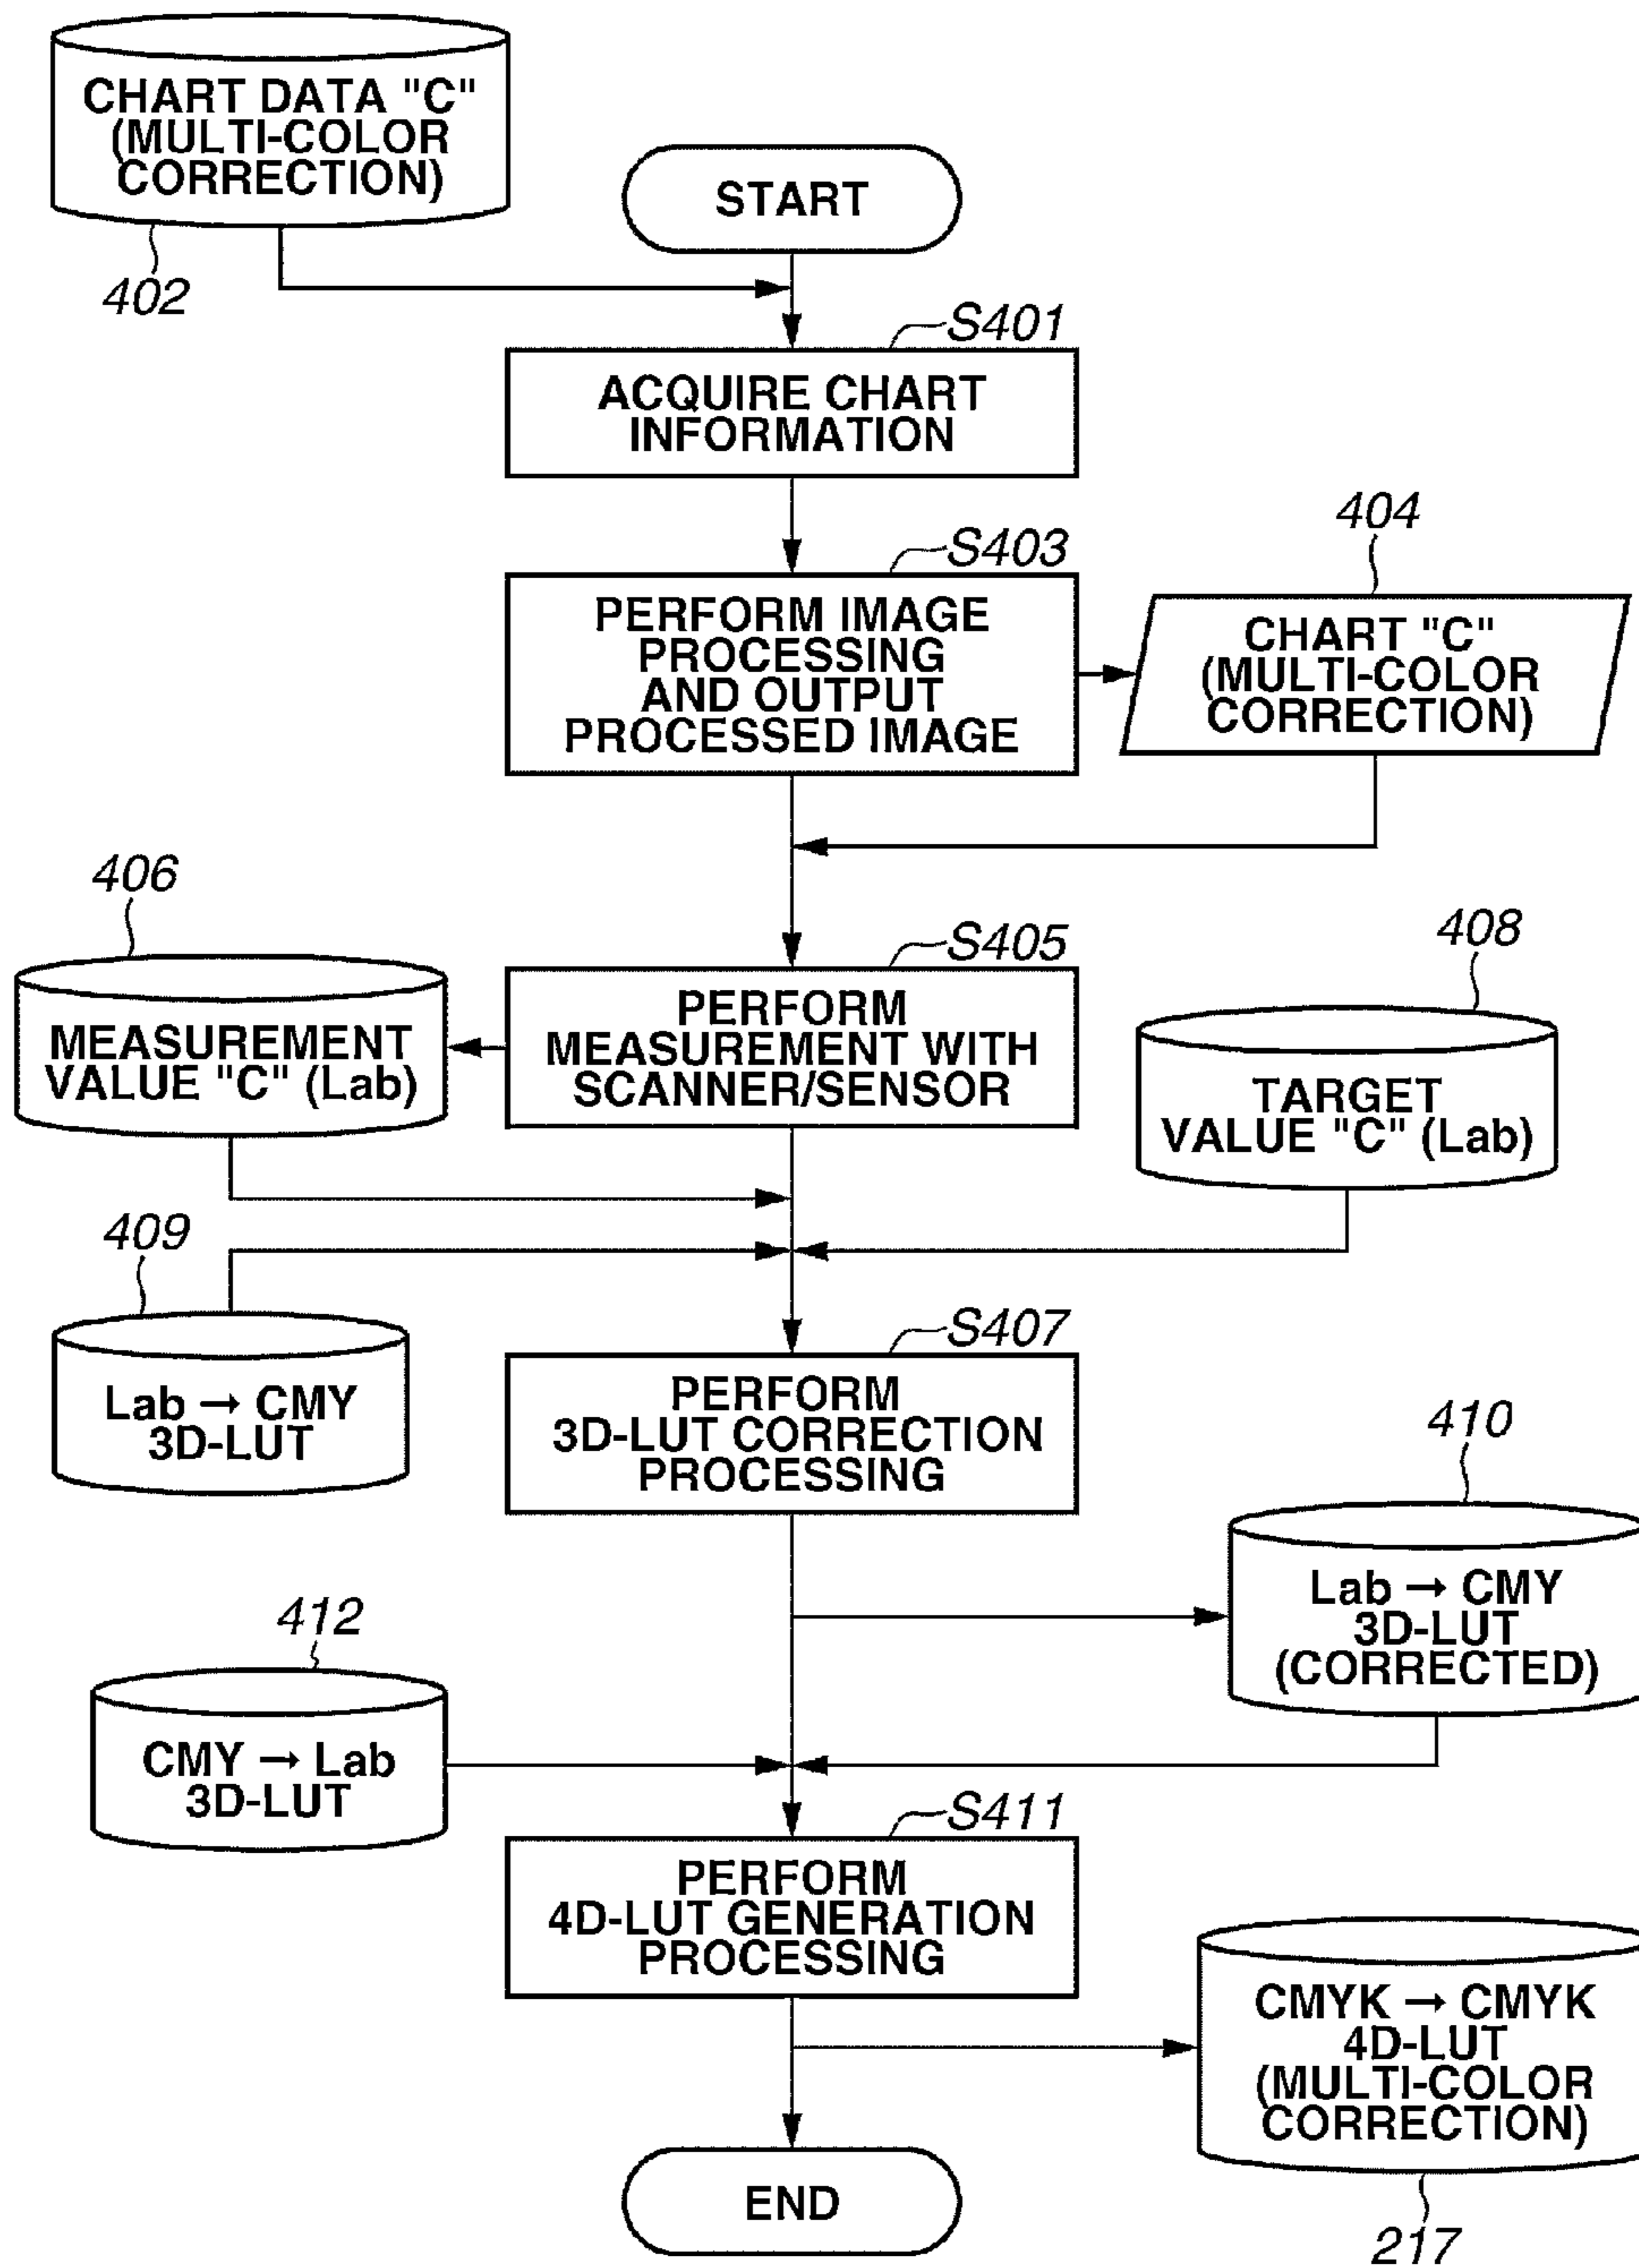 CHART DATA "C"
(MULTI-COLOR
CORRECTION)
402
START
S401
ACQUIRE CHART
INFORMATION
S403
PERFORM IMAGE
PROCESSING
AND OUTPUT
PROCESSED IMAGE
404
CHART "C"
(MULTI-COLOR
CORRECTION)
406
MEASUREMENT
VALUE "C" (Lab)
S405
PERFORM
MEASUREMENT WITH
SCANNER/SENSOR
408
TARGET
VALUE "C" (Lab)
409
Lab → CMY
3D-LUT
S407
PERFORM
3D-LUT CORRECTION
PROCESSING
410
Lab → CMY
3D-LUT
(CORRECTED)
412
CMY → Lab
3D-LUT
S411
PERFORM
4D-LUT GENERATION
PROCESSING
CMYK → CMYK
4D-LUT
(MULTI-COLOR
CORRECTION)
217
END